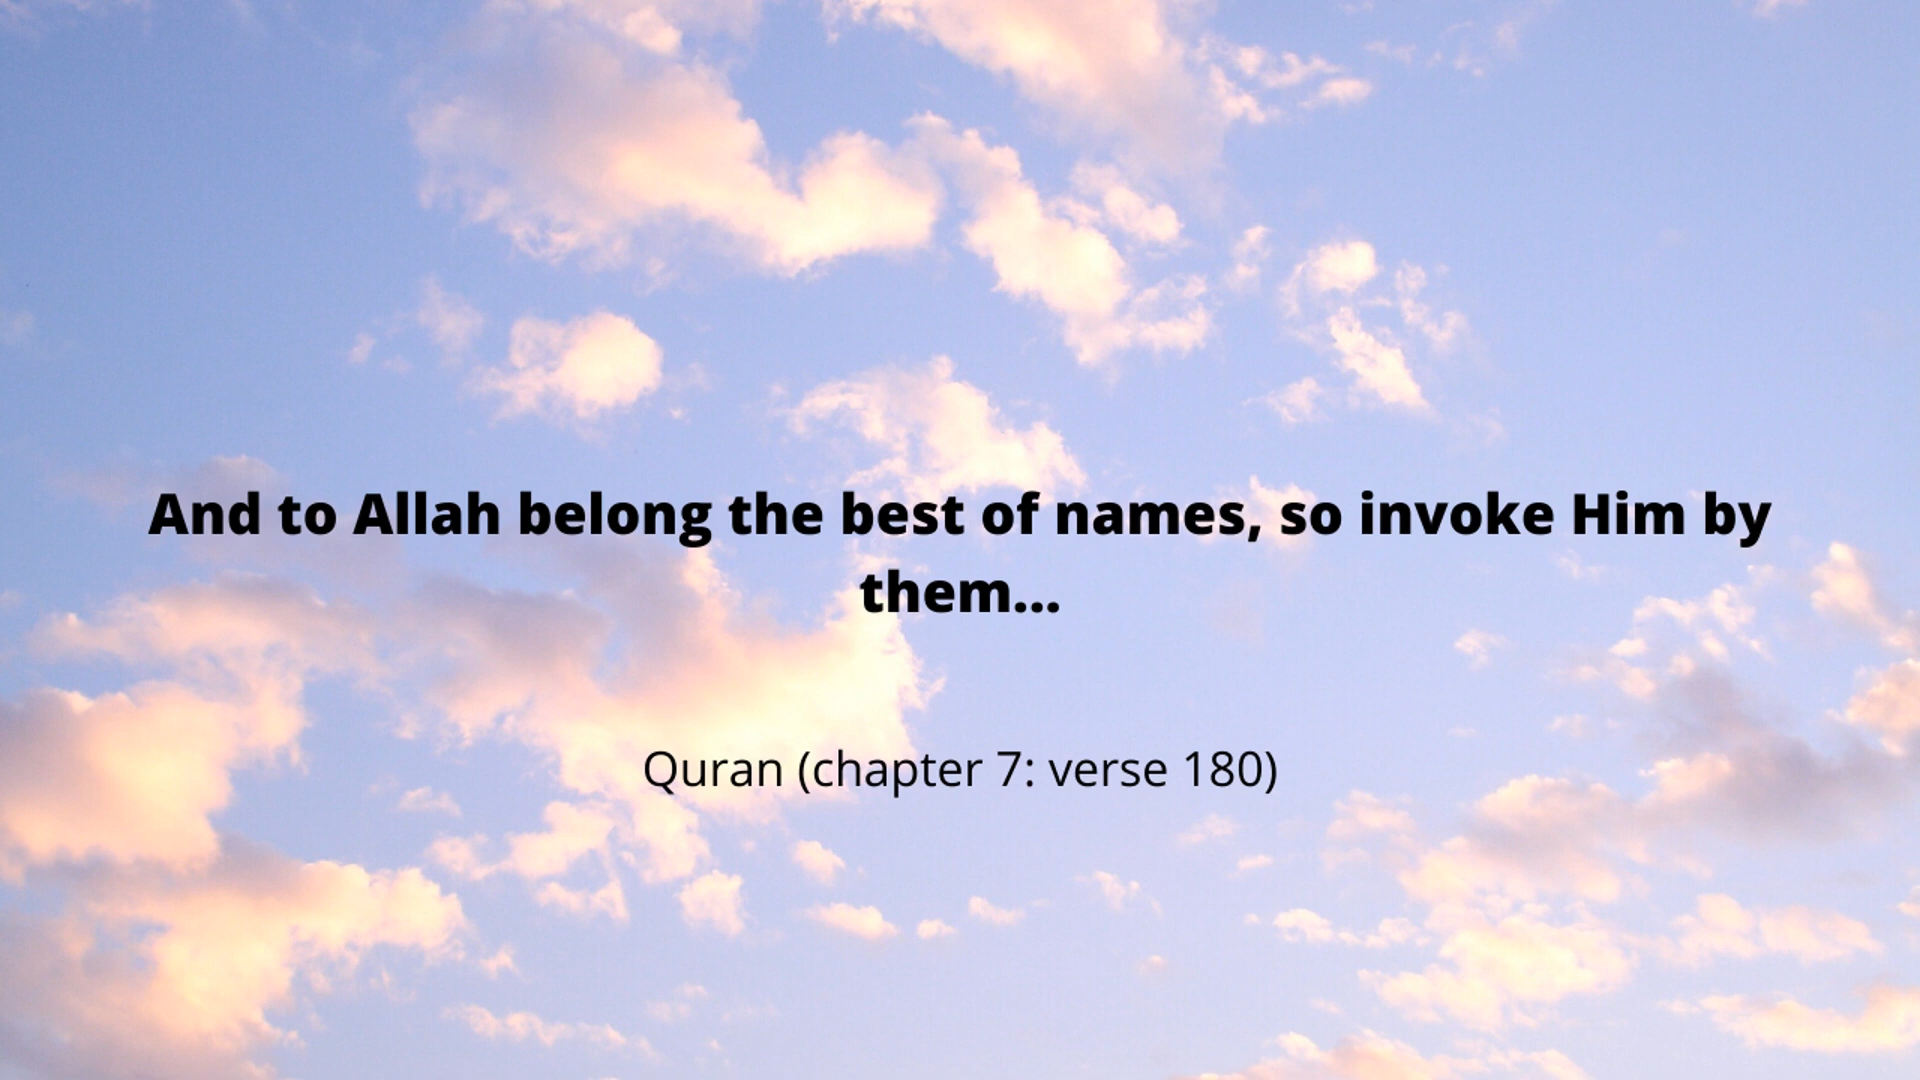 And to Allah belong the best of names, so invoke Him by
them...
Quran (chapter 7: verse 180)